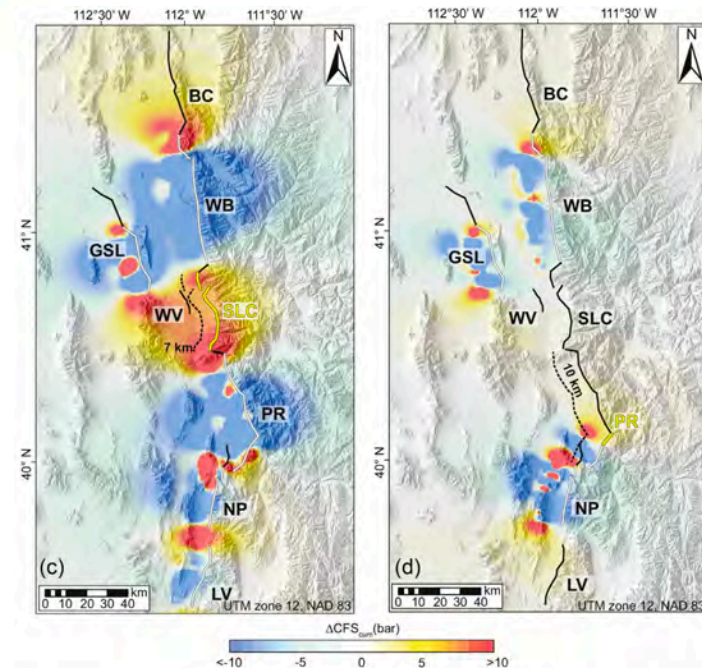 112°30'W 112°W 111°30'W
112°30'W 112°W 111°30'W
N
BC
WB
41° N
GSL
WV
SLC
7 km
PR
40° N
NP
LV
(c)
0 10 20 30 40 km
UTM zone 12, NAD 83
N
BC
WB
41° N
GSL
WV
SLC
10 km
PR
40° N
NP
LV
(d)
0 10 20 30 40 km
UTM zone 12, NAD 83
ΔCFScum(bar)
<-10 -5 0 5 >10